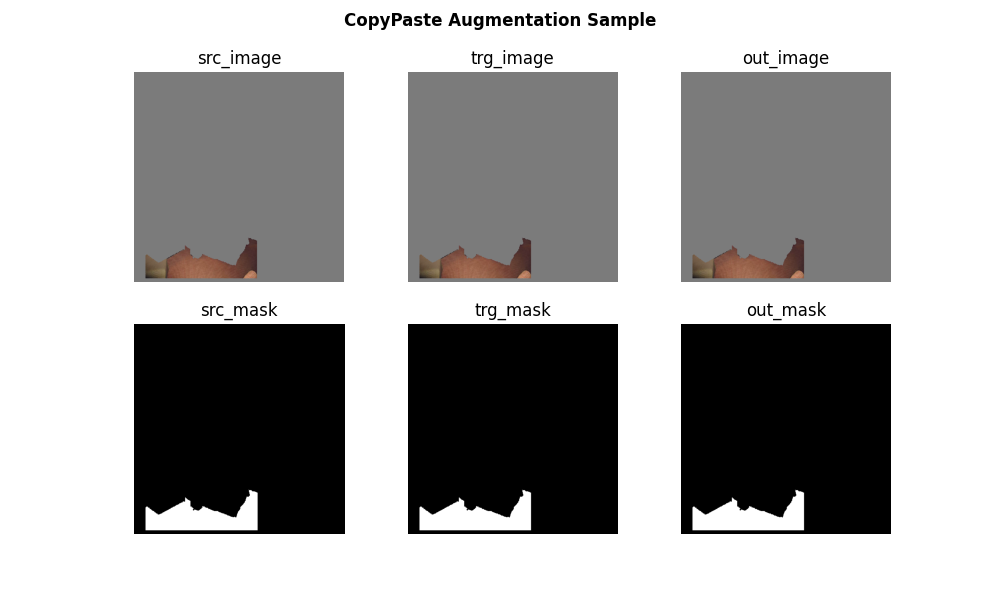 CopyPaste Augmentation Sample
src_image
trg_image
out_image
src_mask
trg_mask
out_mask